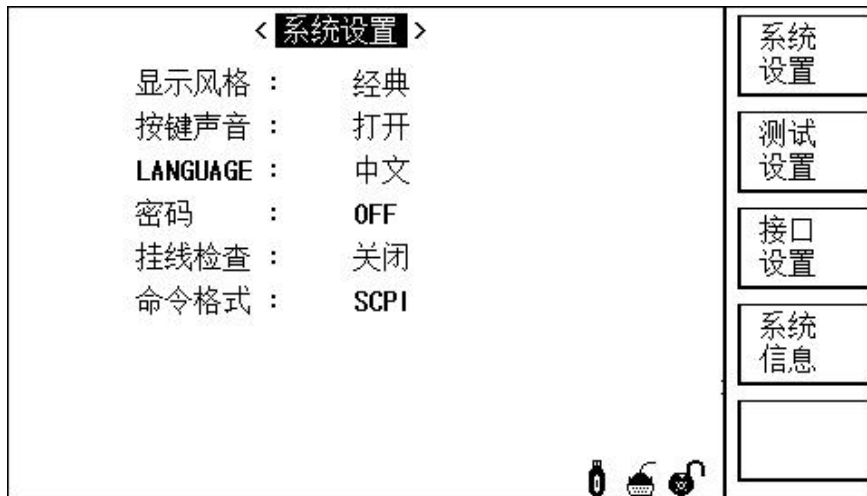 < 系统设置 >
显示风格 : 经典
按键声音 : 打开
LANGUAGE : 中文
密码 : OFF
挂线检查 : 关闭
命令格式 : SCPI
系统
设置
测试
设置
接口
设置
系统
信息